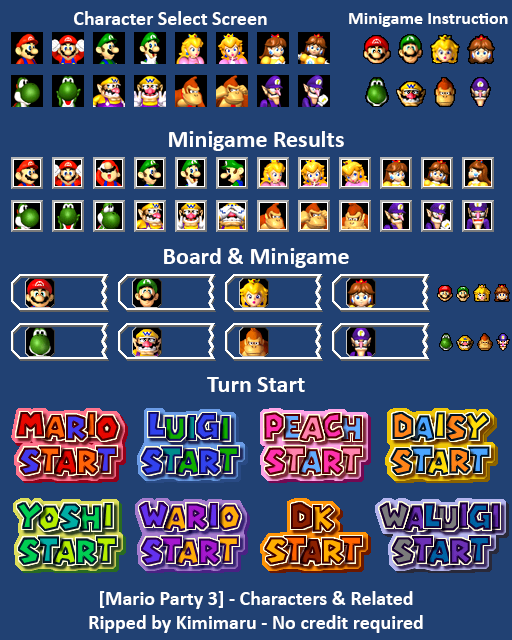 Character Select Screen
Minigame Instruction
Minigame Results
Board & Minigame
Turn Start
MARIO START
LUIGI START
PEACH START
DAISY START
YOSHI START
WARIO START
DK START
WALUIGI START
[Mario Party 3] - Characters & Related
Ripped by Kimimaru - No credit required